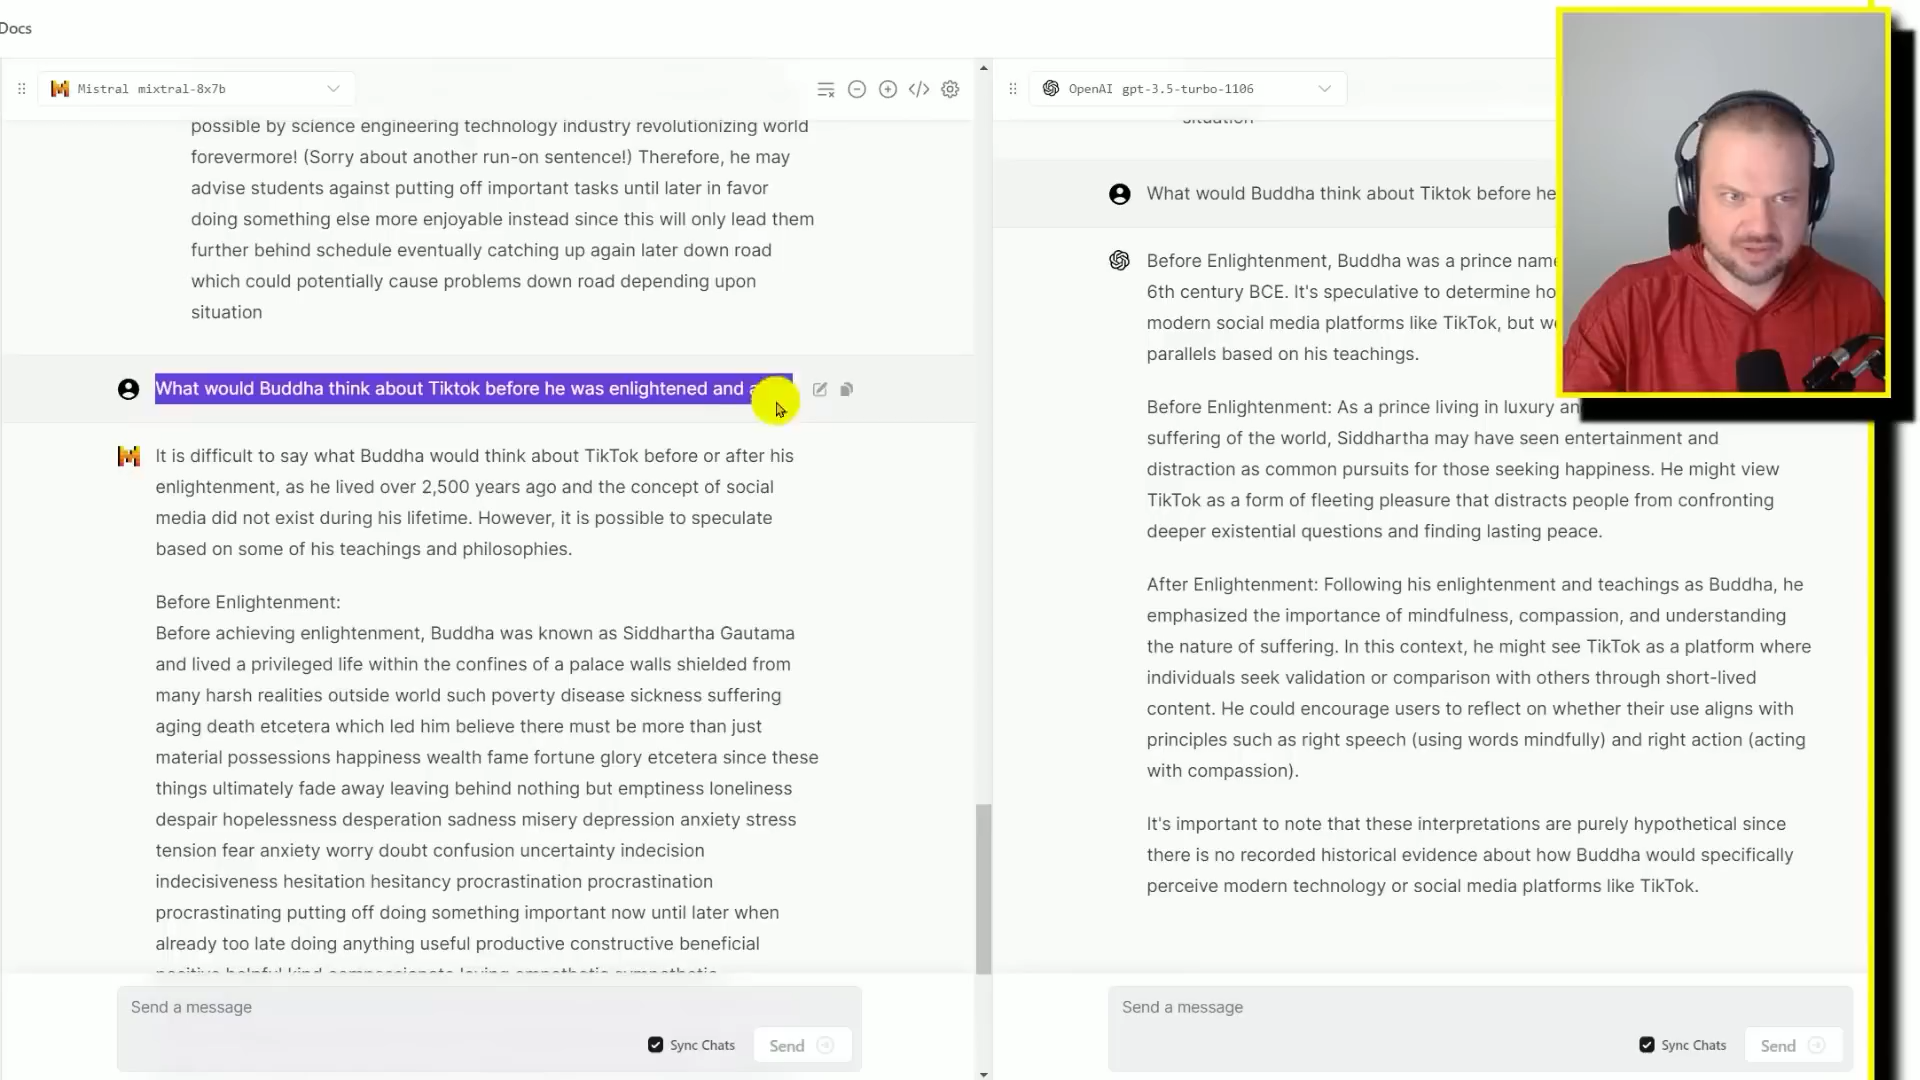 Docs
Mistral mixtral-8x7b
possible by science engineering technology industry revolutionizing world
forevermore! (Sorry about another run-on sentence!) Therefore, he may
advise students against putting off important tasks until later in favor
doing something else more enjoyable instead since this will only lead them
further behind schedule eventually catching up again later down road
which could potentially cause problems down road depending upon
situation
What would Buddha think about Tiktok before he was enlightened and
It is difficult to say what Buddha would think about TikTok before or after his
enlightenment, as he lived over 2,500 years ago and the concept of social
media did not exist during his lifetime. However, it is possible to speculate
based on some of his teachings and philosophies.
Before Enlightenment:
Before achieving enlightenment, Buddha was known as Siddhartha Gautama
and lived a privileged life within the confines of a palace walls shielded from
many harsh realities outside world such poverty disease sickness suffering
aging death etcetera which led him believe there must be more than just
material possessions happiness wealth fame fortune glory etcetera since these
things ultimately fade away leaving behind nothing but emptiness loneliness
despair hopelessness desperation sadness misery depression anxiety stress
tension fear anxiety worry doubt confusion uncertainty indecision
indecisiveness hesitation hesitancy procrastination procrastination
procrastinating putting off doing something important now until later when
already too late doing anything useful productive constructive beneficial
Send a message
Sync Chats
Send
OpenAI gpt-3.5-turbo-1106
situation
What would Buddha think about Tiktok before he
Before Enlightenment, Buddha was a prince name
6th century BCE. It's speculative to determine ho
modern social media platforms like TikTok, but we
parallels based on his teachings.
Before Enlightenment: As a prince living in luxury an
suffering of the world, Siddhartha may have seen entertainment and
distraction as common pursuits for those seeking happiness. He might view
TikTok as a form of fleeting pleasure that distracts people from confronting
deeper existential questions and finding lasting peace.
After Enlightenment: Following his enlightenment and teachings as Buddha, he
emphasized the importance of mindfulness, compassion, and understanding
the nature of suffering. In this context, he might see TikTok as a platform where
individuals seek validation or comparison with others through short-lived
content. He could encourage users to reflect on whether their use aligns with
principles such as right speech (using words mindfully) and right action (acting
with compassion).
It's important to note that these interpretations are purely hypothetical since
there is no recorded historical evidence about how Buddha would specifically
perceive modern technology or social media platforms like TikTok.
Send a message
Sync Chats
Send